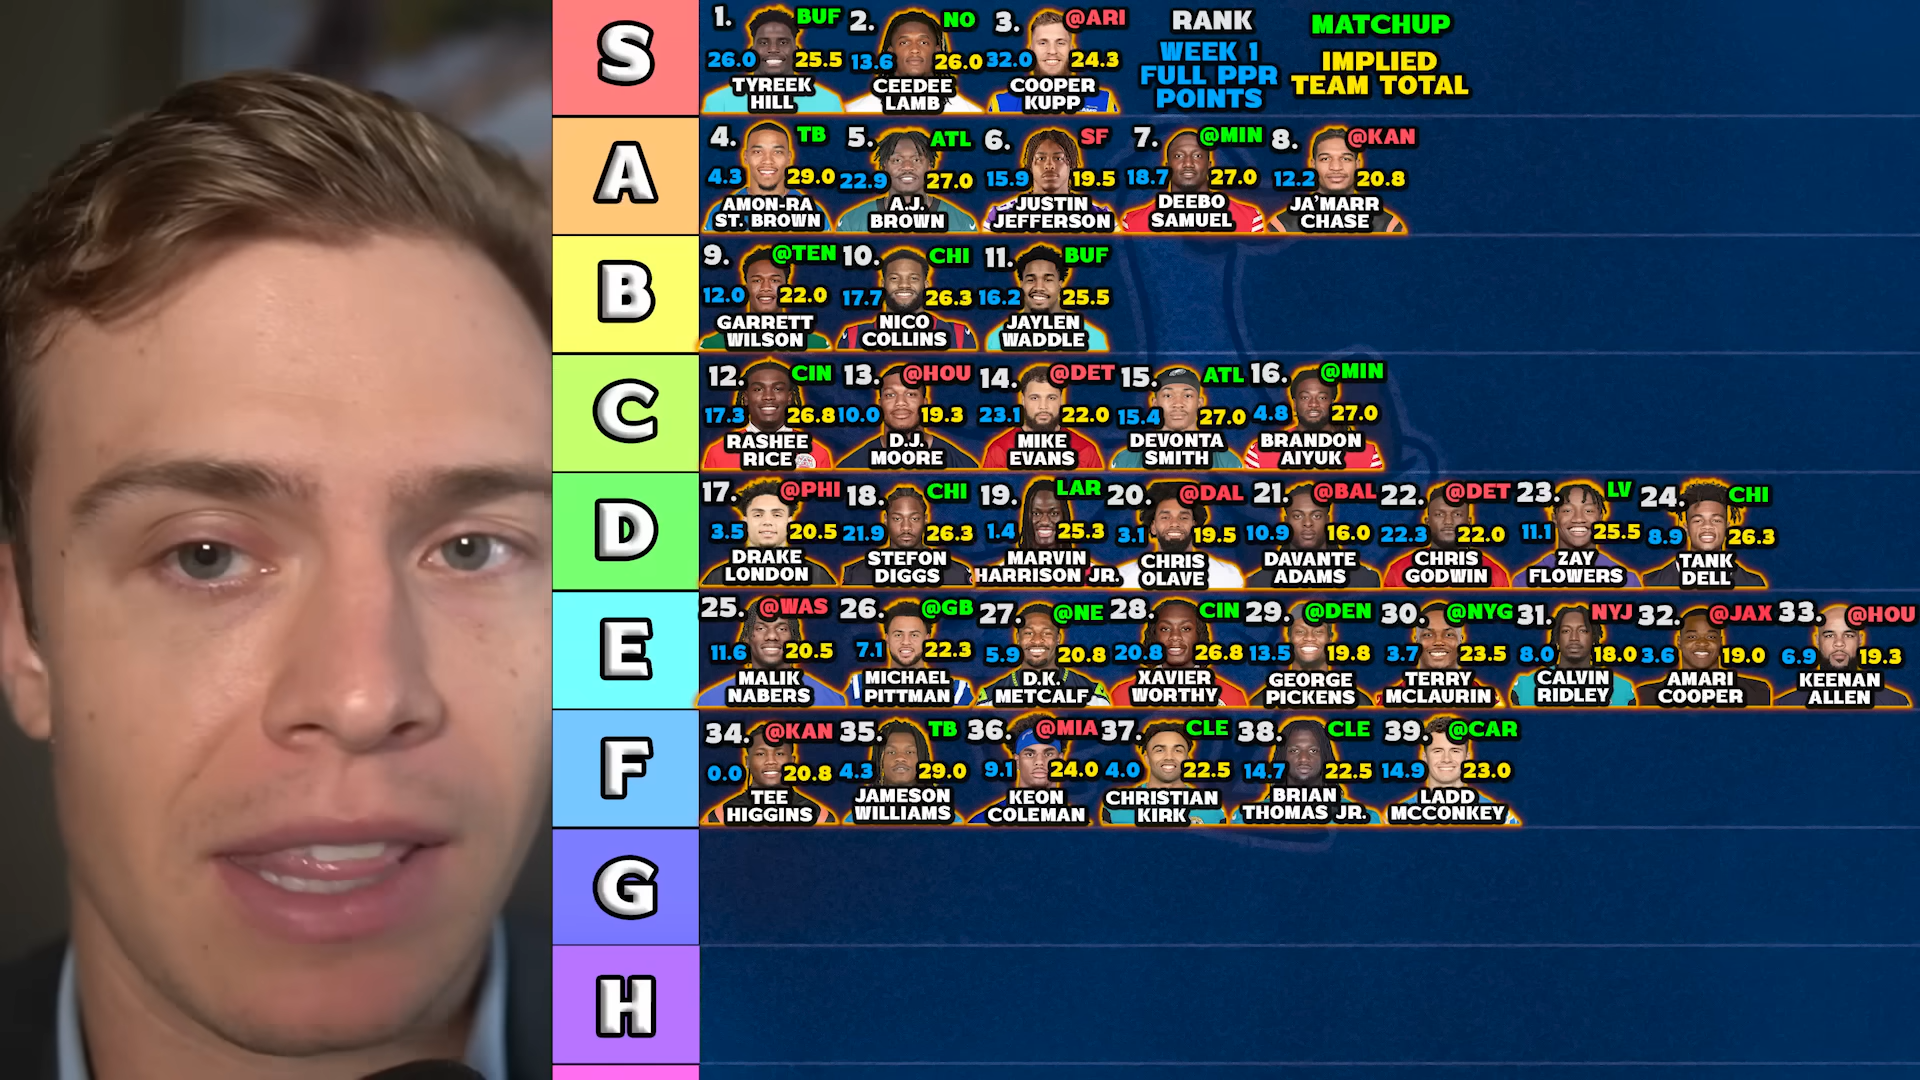 S
1. BUF
26.0 25.5
TYREEK
HILL
2. NO
13.6 26.0
CEEDEE
LAMB
3. @ARI
32.0 24.3
COOPER
KUPP
RANK
WEEK 1
FULL PPR
POINTS
MATCHUP
IMPLIED
TEAM TOTAL
A
4. TB
4.3 29.0
AMON-RA
ST. BROWN
5. ATL
22.9 27.0
A.J.
BROWN
6. SF
15.9 19.5
JUSTIN
JEFFERSON
7. @MIN
18.7 27.0
DEEBO
SAMUEL
8. @KAN
12.2 20.8
JA'MARR
CHASE
B
9. @TEN
12.0 22.0
GARRETT
WILSON
10. CHI
17.7 26.3
NICO
COLLINS
11. BUF
16.2 25.5
JAYLEN
WADDLE
C
12. CIN
17.3 26.8
RASHEE
RICE
13. @HOU
10.0 19.3
D.J.
MOORE
14. @DET
23.1 22.0
MIKE
EVANS
15. ATL
15.4 27.0
DEVONTA
SMITH
16. @MIN
4.8 27.0
BRANDON
AIYUK
D
17. @PHI
3.5 20.5
DRAKE
LONDON
18. CHI
21.9 26.3
STEFON
DIGGS
19. LAR
1.4 25.3
MARVIN
HARRISON JR.
20. @DAL
3.1 19.5
CHRIS
OLAVE
21. @BAL
10.9 16.0
DAVANTE
ADAMS
22. @DET
22.3 22.0
CHRIS
GODWIN
23. LV
11.1 25.5
ZAY
FLOWERS
24. CHI
8.9 26.3
TANK
DELL
E
25. @WAS
11.6 20.5
MALIK
NABERS
26. @GB
7.1 22.3
MICHAEL
PITTMAN
27. @NE
5.9 20.8
D.K.
METCALF
28. CIN
20.8 26.8
XAVIER
WORTHY
29. @DEN
13.5 19.8
GEORGE
PICKENS
30. @NYG
3.7 23.5
TERRY
MCLAURIN
31. NYJ
8.0 18.0
CALVIN
RIDLEY
32. @JAX
3.6 19.0
AMARI
COOPER
33. @HOU
6.9 19.3
KEENAN
ALLEN
F
34. @KAN
0.0 20.8
TEE
HIGGINS
35. TB
4.3 29.0
JAMESON
WILLIAMS
36. @MIA
9.1 24.0
KEON
COLEMAN
37. CLE
4.0 22.5
CHRISTIAN
KIRK
38. CLE
14.7 22.5
BRIAN
THOMAS JR.
39. @CAR
14.9 23.0
LADD
MCCONKEY
G
H